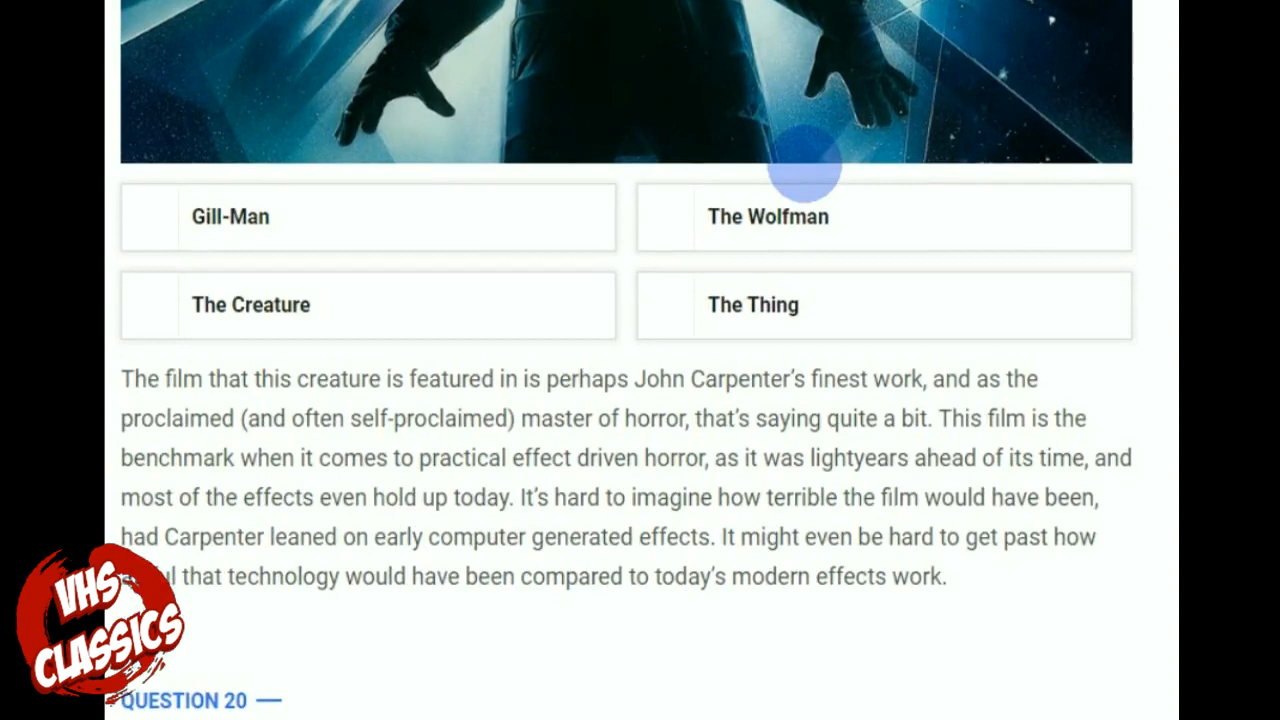 Gill-Man
The Wolfman
The Creature
The Thing
The film that this creature is featured in is perhaps John Carpenter's finest work, and as the
proclaimed (and often self-proclaimed) master of horror, that's saying quite a bit. This film is the
benchmark when it comes to practical effect driven horror, as it was lightyears ahead of its time, and
most of the effects even hold up today. It's hard to imagine how terrible the film would have been,
had Carpenter leaned on early computer generated effects. It might even be hard to get past how
that technology would have been compared to today's modern effects work.
VHS
CLASSICS
QUESTION 20 —